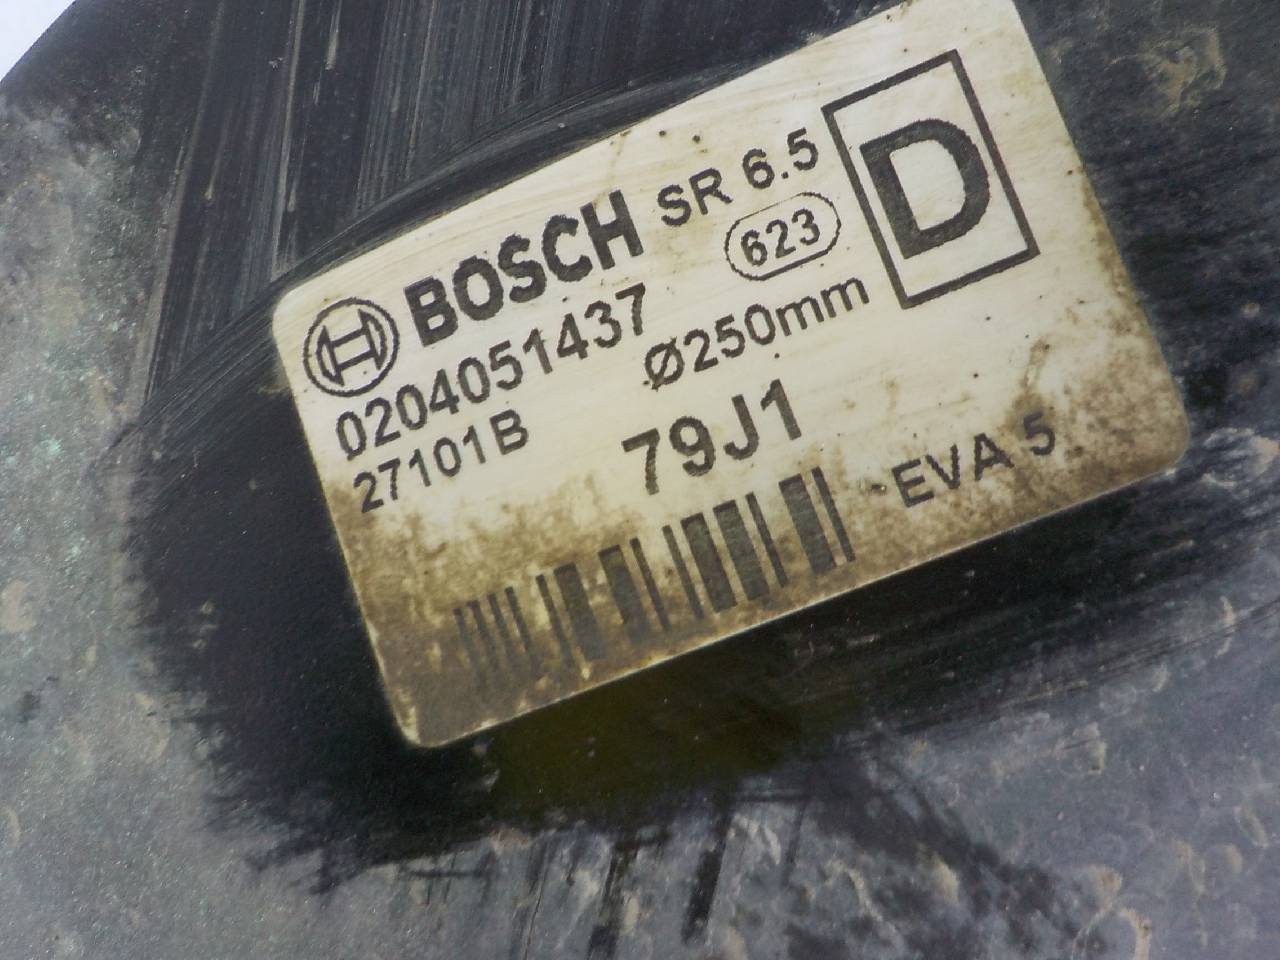 BOSCH SR 6.5 D
0204051437 623
27101B Ø250mm
79J1
EVA 5